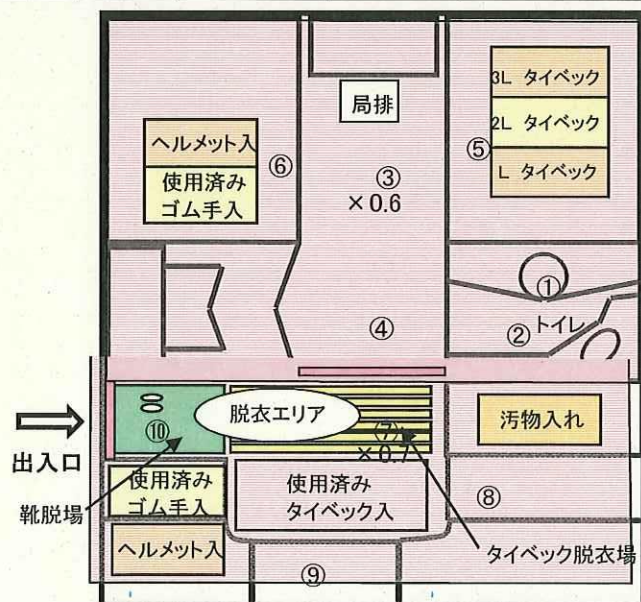 局排
3L タイベック
2L タイベック
L タイベック
⑤
ヘルメット入
使用済み
ゴム手入
⑥
③
×0.6
①
②
トイレ
④
出入口
⑩
脱衣エリア
⑦
×0.7
汚物入れ
靴脱場
使用済み
ゴム手入
使用済み
タイベック入
⑧
ヘルメット入
⑨
タイベック脱衣場